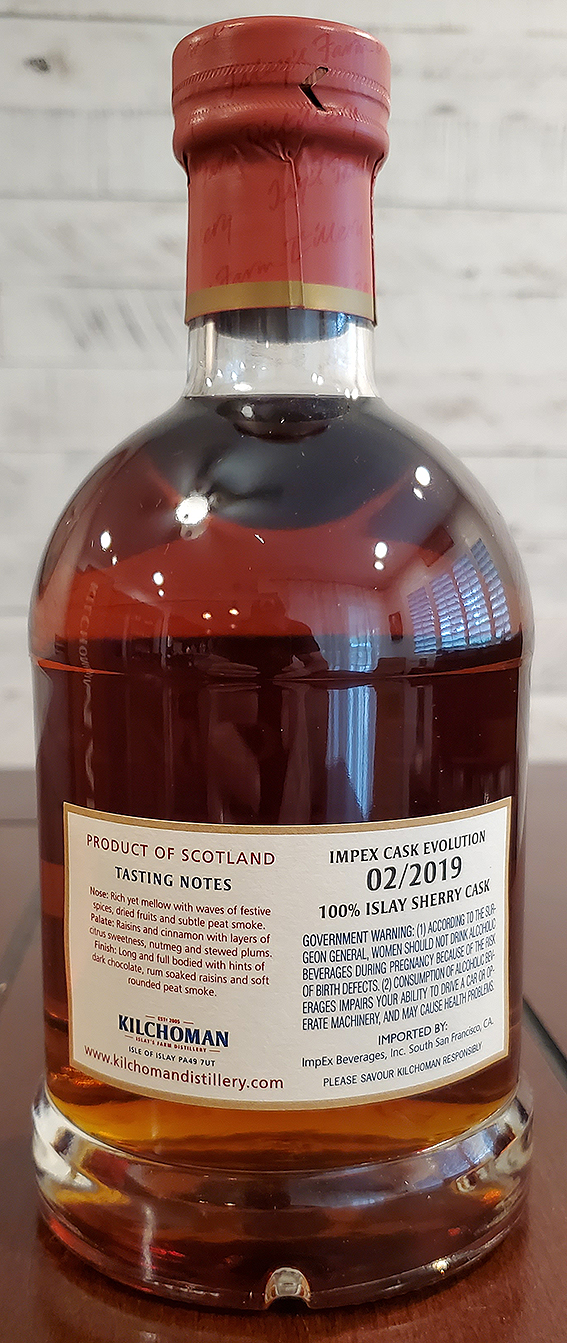 PRODUCT OF SCOTLAND
TASTING NOTES
Nose: Rich yet mellow with waves of festive
spices, dried fruits and subtle peat smoke.
Palate: Raisins and cinnamon with layers of
citrus sweetness, nutmeg and stewed plums.
Finish: Long and full bodied with hints of
dark chocolate, rum soaked raisins and soft
rounded peat smoke.
EST 2005
KILCHOMAN
ISLAY'S FARM DISTILLERY
ISLE OF ISLAY PA49 7UT
www.kilchomandistillery.com
IMPEX CASK EVOLUTION
02/2019
100% ISLAY SHERRY CASK
GOVERNMENT WARNING: (1) ACCORDING TO THE SUR-
GEON GENERAL, WOMEN SHOULD NOT DRINK ALCOHOLIC
BEVERAGES DURING PREGNANCY BECAUSE OF THE RISK
OF BIRTH DEFECTS. (2) CONSUMPTION OF ALCOHOLIC BEV-
ERAGES IMPAIRS YOUR ABILITY TO DRIVE A CAR OR OP-
ERATE MACHINERY, AND MAY CAUSE HEALTH PROBLEMS.
IMPORTED BY:
ImpEx Beverages, Inc. South San Francisco, CA.
PLEASE SAVOUR KILCHOMAN RESPONSIBLY